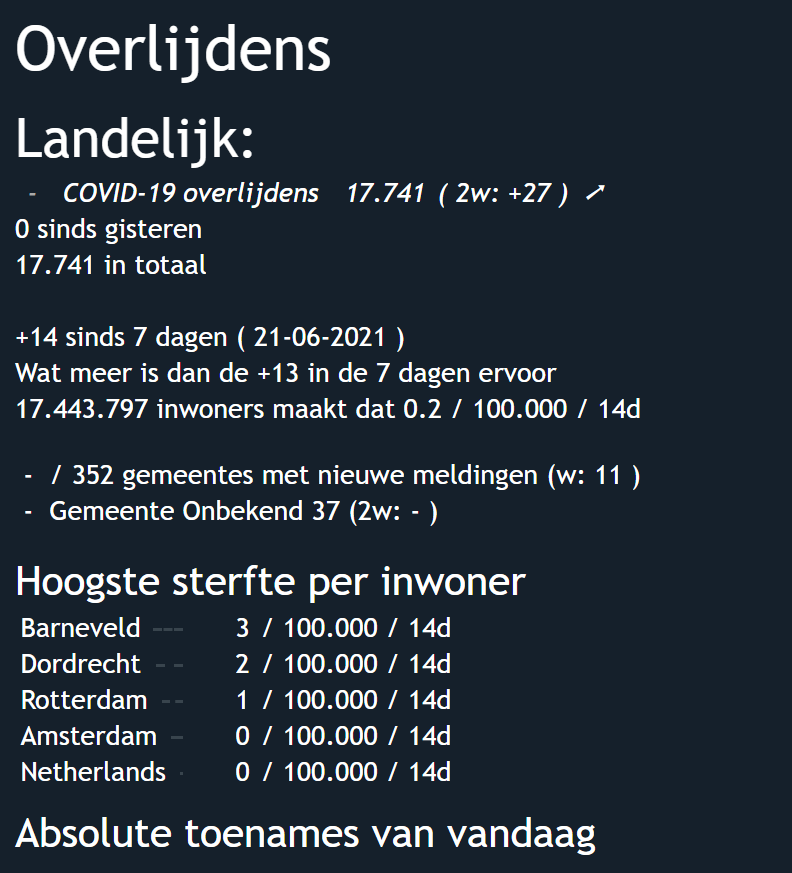 Overlijdens
Landelijk:
- COVID-19 overlijdens 17.741 ( 2w: +27 ) ➚
0 sinds gisteren
17.741 in totaal
+14 sinds 7 dagen ( 21-06-2021 )
Wat meer is dan de +13 in de 7 dagen ervoor
17.443.797 inwoners maakt dat 0.2 / 100.000 / 14d
- / 352 gemeentes met nieuwe meldingen (w: 11 )
- Gemeente Onbekend 37 (2w: - )
Hoogste sterfte per inwoner
Barneveld --- 3 / 100.000 / 14d
Dordrecht - - 2 / 100.000 / 14d
Rotterdam -- 1 / 100.000 / 14d
Amsterdam - 0 / 100.000 / 14d
Netherlands · 0 / 100.000 / 14d
Absolute toenames van vandaag